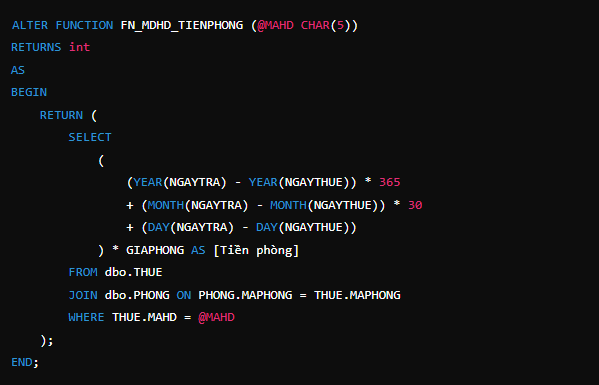 ALTER FUNCTION FN_MDHD_TIENPHONG (@MAHD CHAR(5))
RETURNS int
AS
BEGIN
RETURN (
SELECT
(
(YEAR(NGAYTRA) - YEAR(NGAYTHUE)) * 365
+ (MONTH(NGAYTRA) - MONTH(NGAYTHUE)) * 30
+ (DAY(NGAYTRA) - DAY(NGAYTHUE))
) * GIAPHONG AS [Tiền phòng]
FROM dbo.THUE
JOIN dbo.PHONG ON PHONG.MAPHONG = THUE.MAPHONG
WHERE THUE.MAHD = @MAHD
);
END;